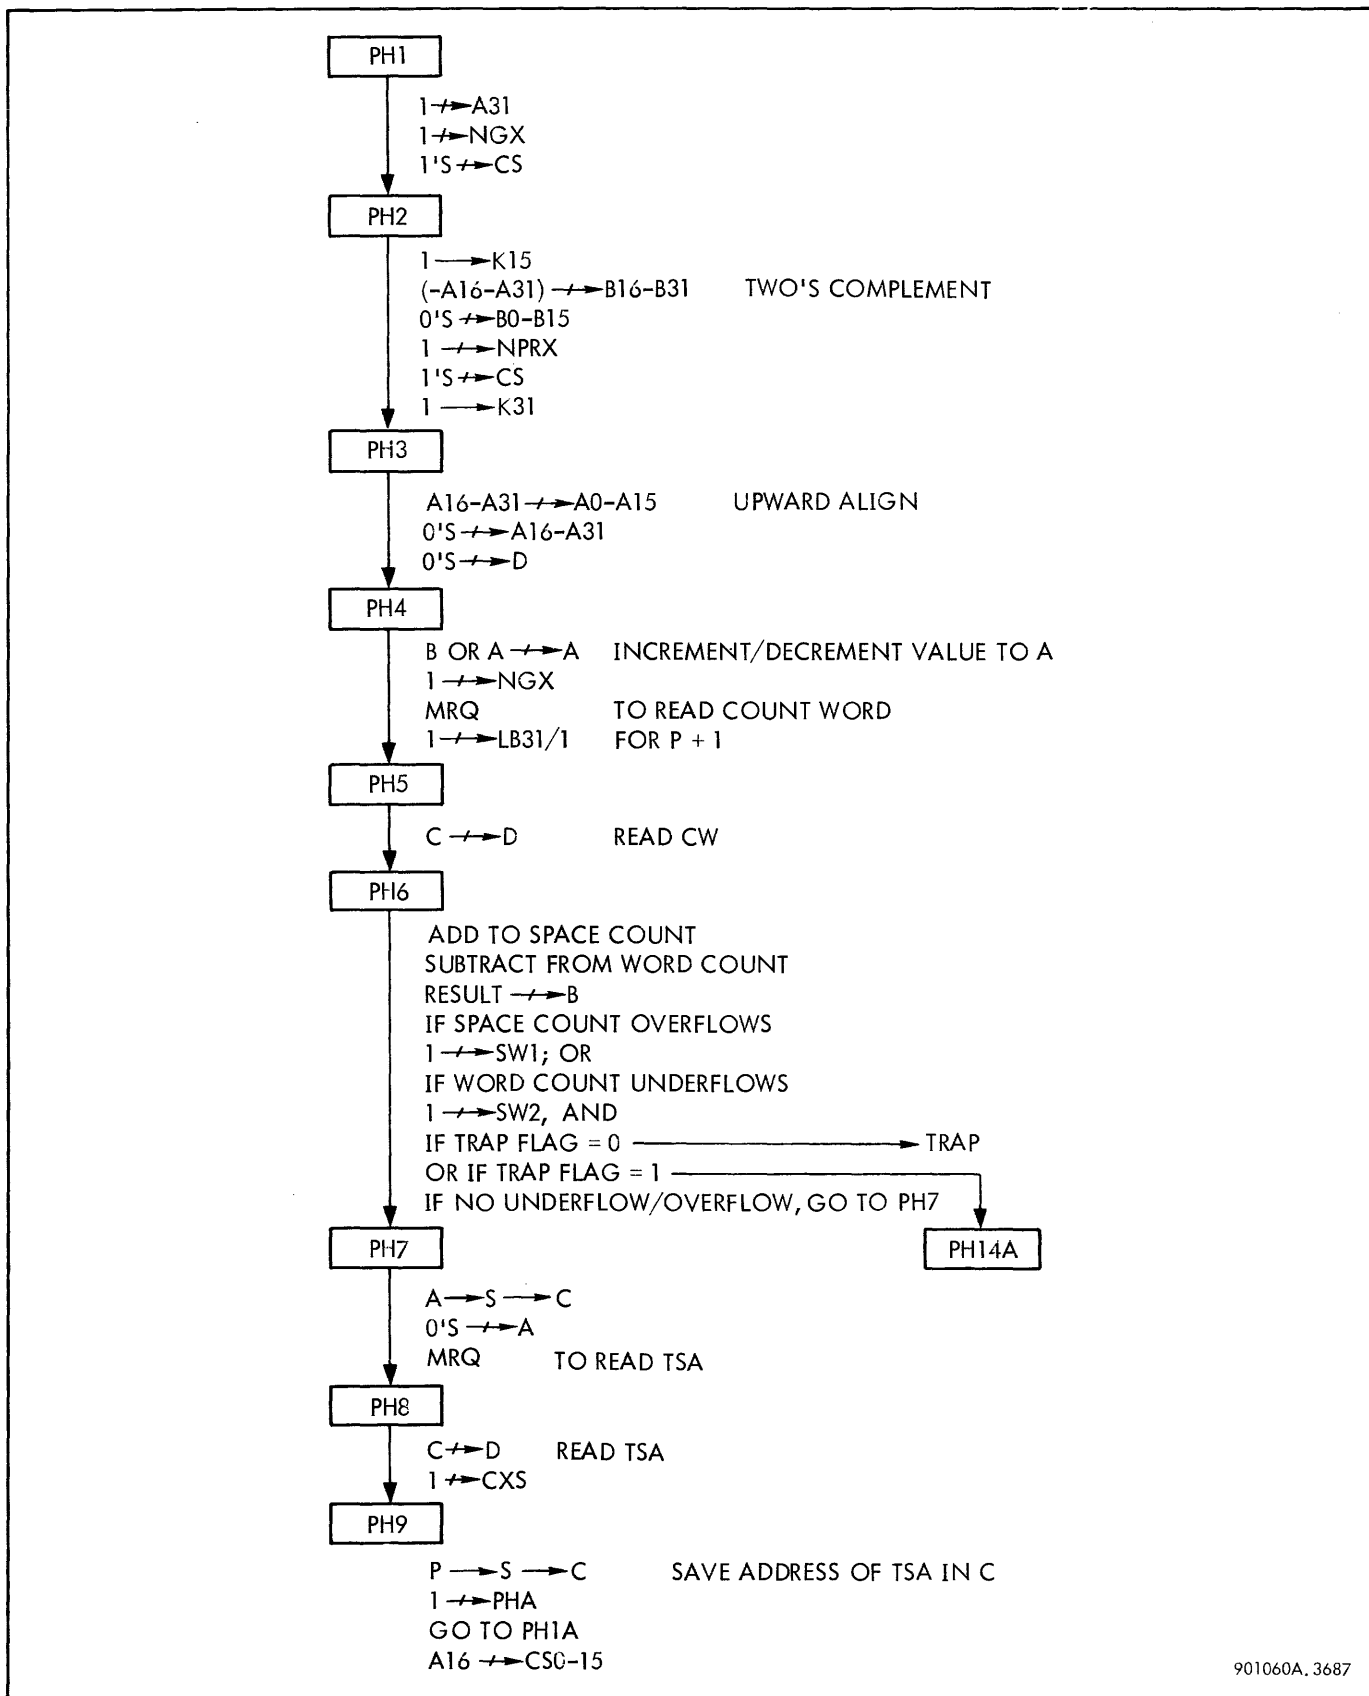 PH1
1 ⇸ A31
1 ⇸ NGX
1'S ⇸ CS
PH2
1 → K15
(-A16-A31) ⇸ B16-B31 TWO'S COMPLEMENT
0'S ⇸ B0-B15
1 ⇸ NPRX
1'S ⇸ CS
1 → K31
PH3
A16-A31 ⇸ A0-A15 UPWARD ALIGN
0'S ⇸ A16-A31
0'S ⇸ D
PH4
B OR A ⇸ A INCREMENT/DECREMENT VALUE TO A
1 ⇸ NGX
MRQ TO READ COUNT WORD
1 ⇸ LB31/1 FOR P + 1
PH5
C ⇸ D READ CW
PH6
ADD TO SPACE COUNT
SUBTRACT FROM WORD COUNT
RESULT ⇸ B
IF SPACE COUNT OVERFLOWS
1 ⇸ SW1; OR
IF WORD COUNT UNDERFLOWS
1 ⇸ SW2, AND
IF TRAP FLAG = 0 → TRAP
OR IF TRAP FLAG = 1
IF NO UNDERFLOW/OVERFLOW, GO TO PH7
PH7 PH14A
A → S → C
0'S ⇸ A
MRQ TO READ TSA
PH8
C ⇸ D READ TSA
1 ⇸ CXS
PH9
P → S → C SAVE ADDRESS OF TSA IN C
1 ⇸ PHA
GO TO PH1A
A16 ⇸ CS0-15
901060A.3687